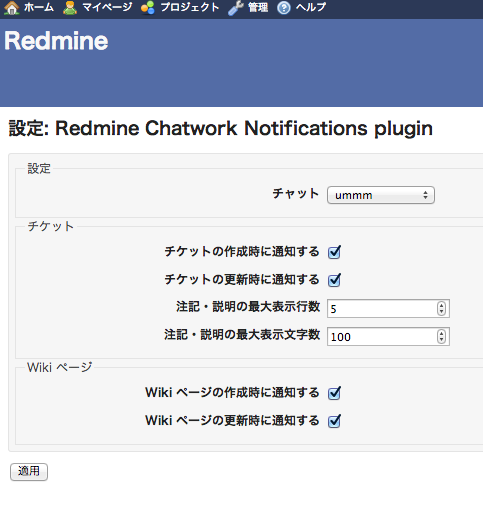 ホーム マイページ プロジェクト 管理 ヘルプ
Redmine
設定: Redmine Chatwork Notifications plugin
設定
チャット ummm
チケット
チケットの作成時に通知する
チケットの更新時に通知する
注記・説明の最大表示行数 5
注記・説明の最大表示文字数 100
Wiki ページ
Wiki ページの作成時に通知する
Wiki ページの更新時に通知する
適用